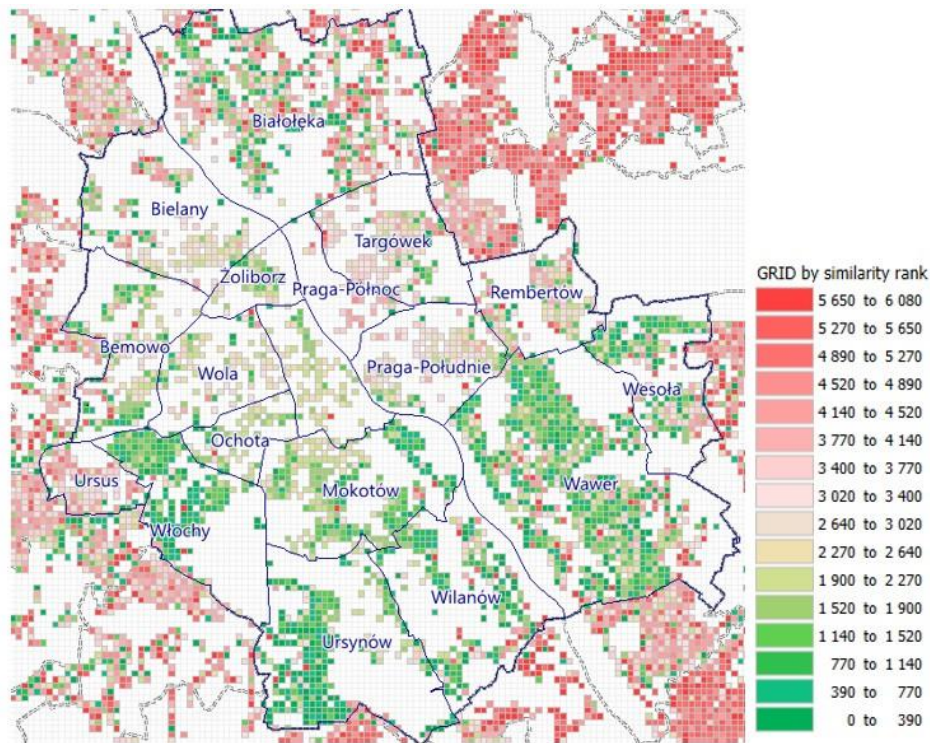 Białołęka
Bielany
Targówek
Żoliborz
Praga-Północ
Rembertów
Bemowo
Wola
Praga-Południe
Wesoła
Ochota
Ursus
Mokotów
Wawer
Włochy
Wilanów
Ursynów
GRID by similarity rank
5 650 to 6 080
5 270 to 5 650
4 890 to 5 270
4 520 to 4 890
4 140 to 4 520
3 770 to 4 140
3 400 to 3 770
3 020 to 3 400
2 640 to 3 020
2 270 to 2 640
1 900 to 2 270
1 520 to 1 900
1 140 to 1 520
770 to 1 140
390 to 770
0 to 390